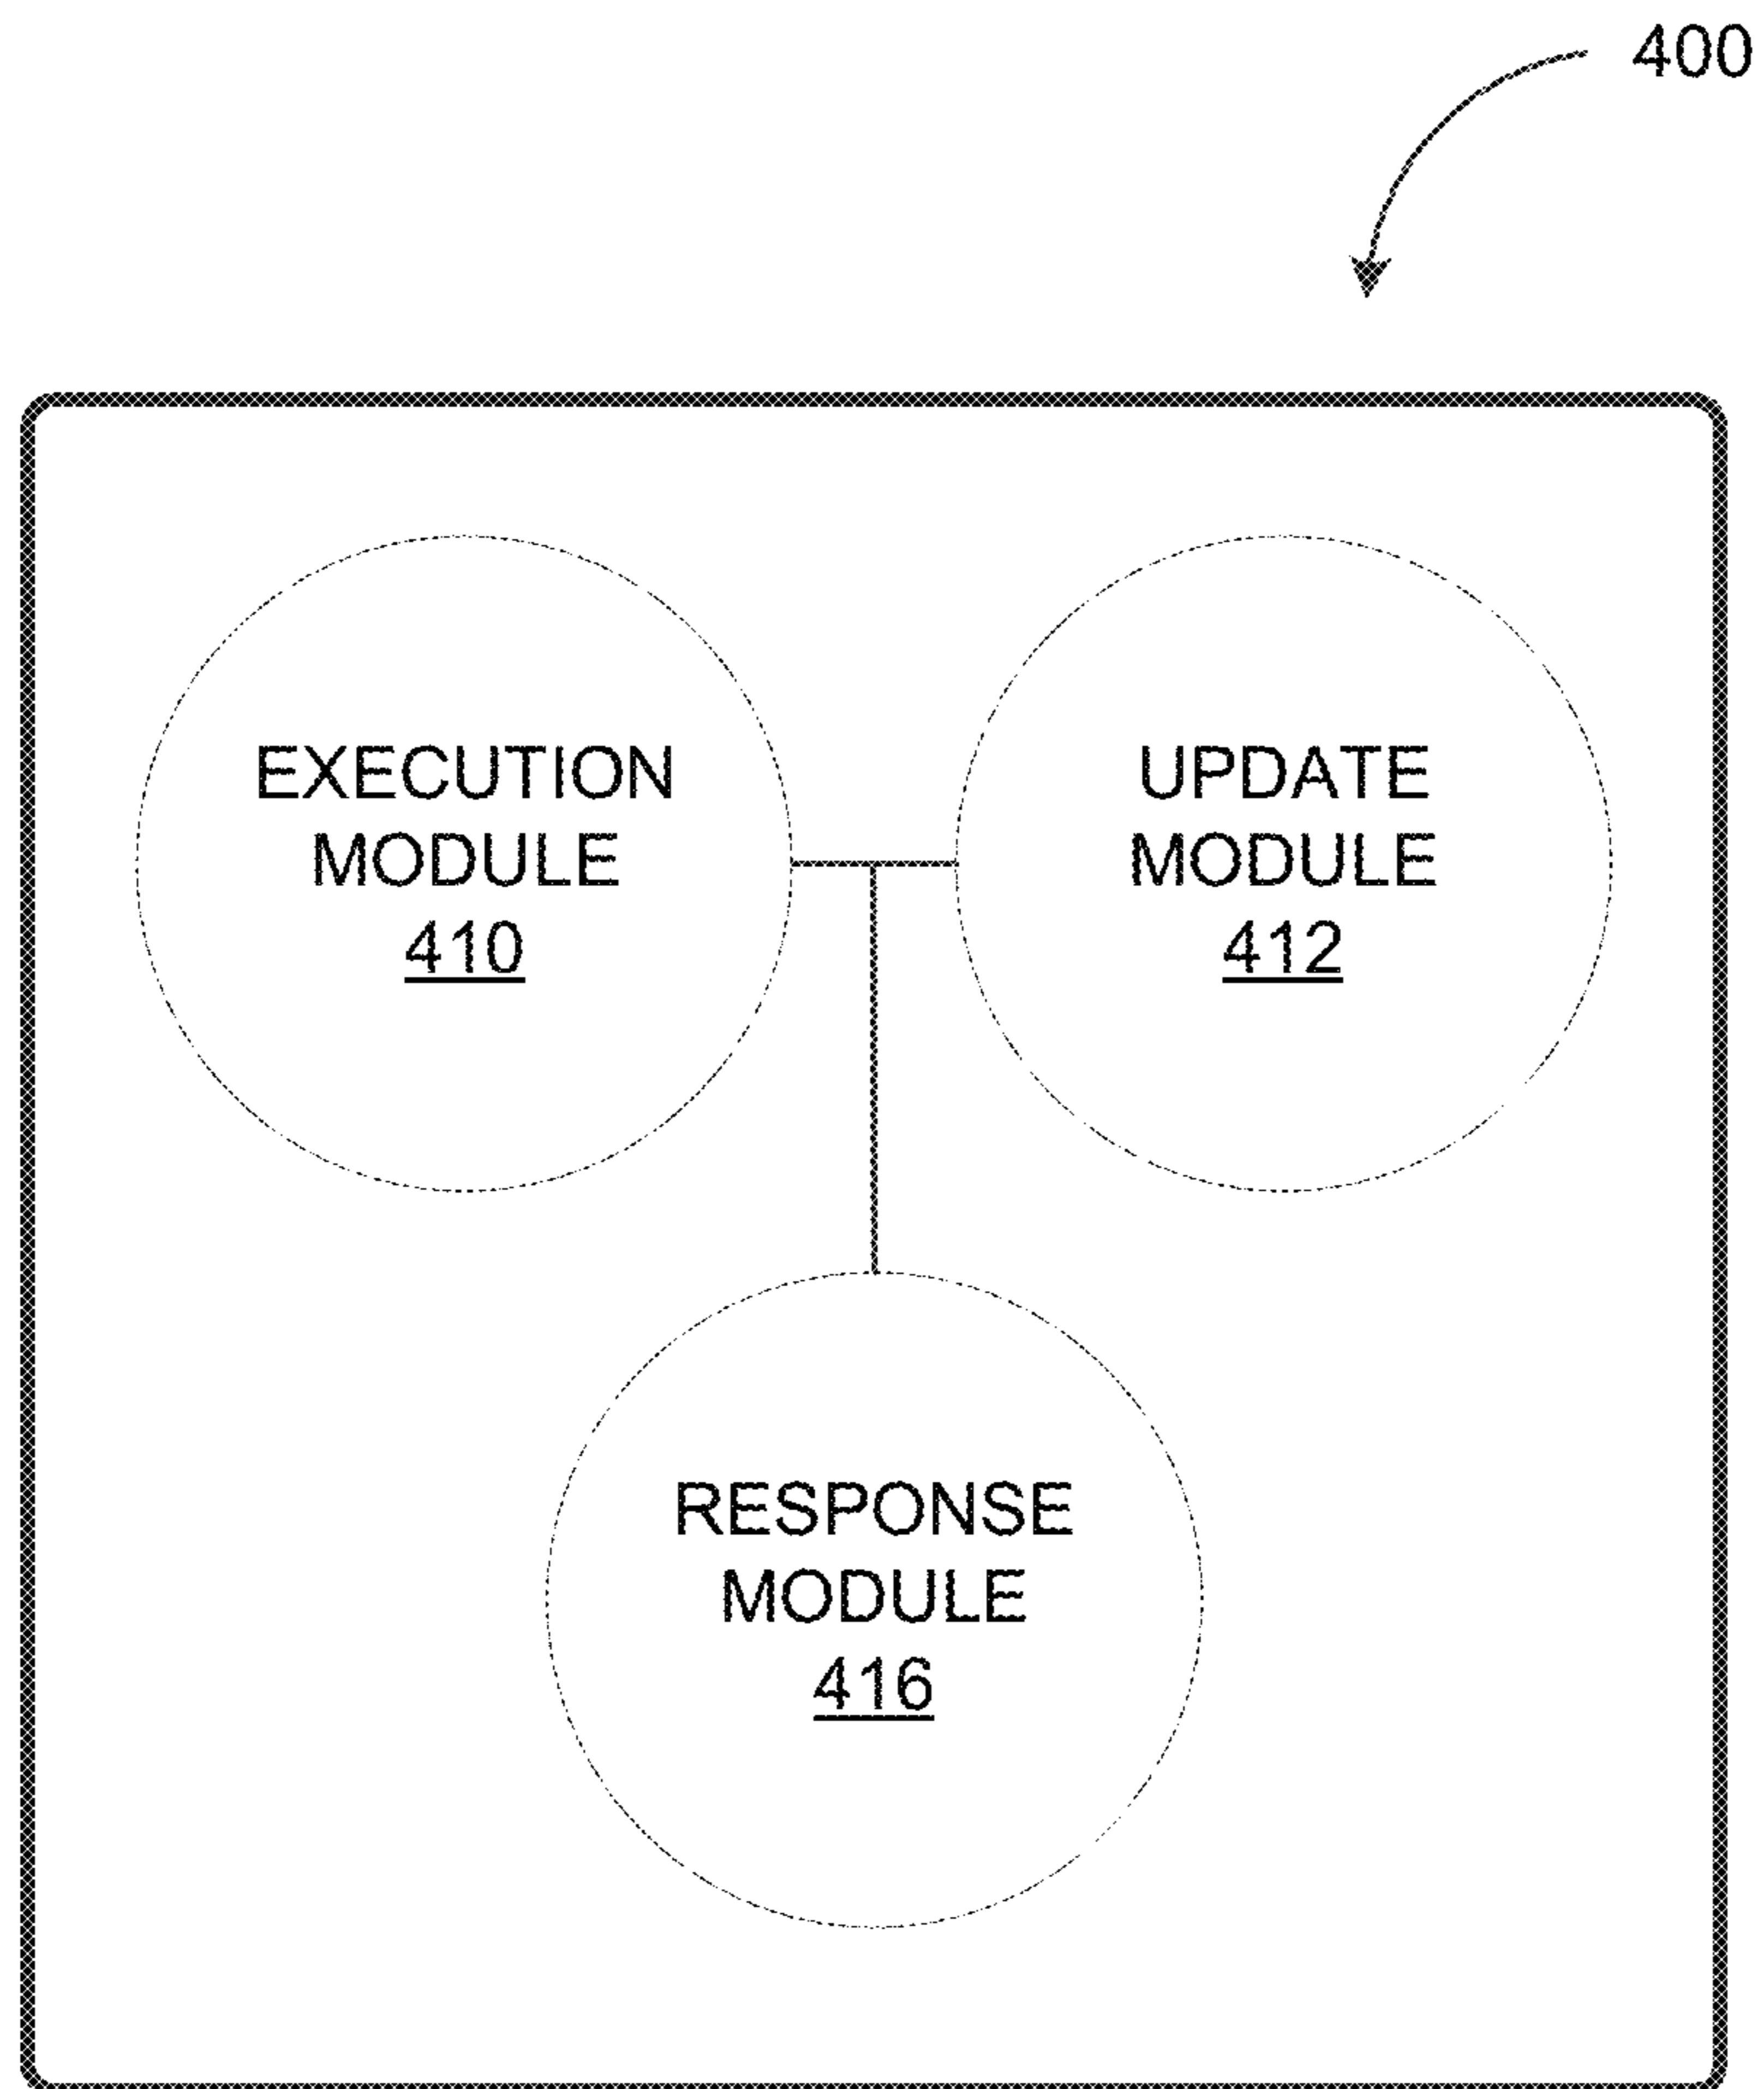 400
EXECUTION
MODULE
410
UPDATE
MODULE
412
RESPONSE
MODULE
416